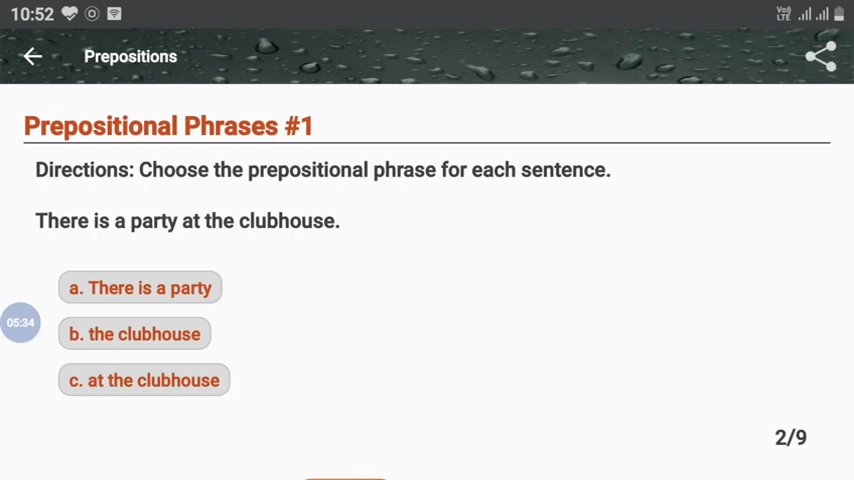 10:52
Vo))
LTE
Prepositions
Prepositional Phrases #1
Directions: Choose the prepositional phrase for each sentence.
There is a party at the clubhouse.
a. There is a party
05:34
b. the clubhouse
c. at the clubhouse
2/9